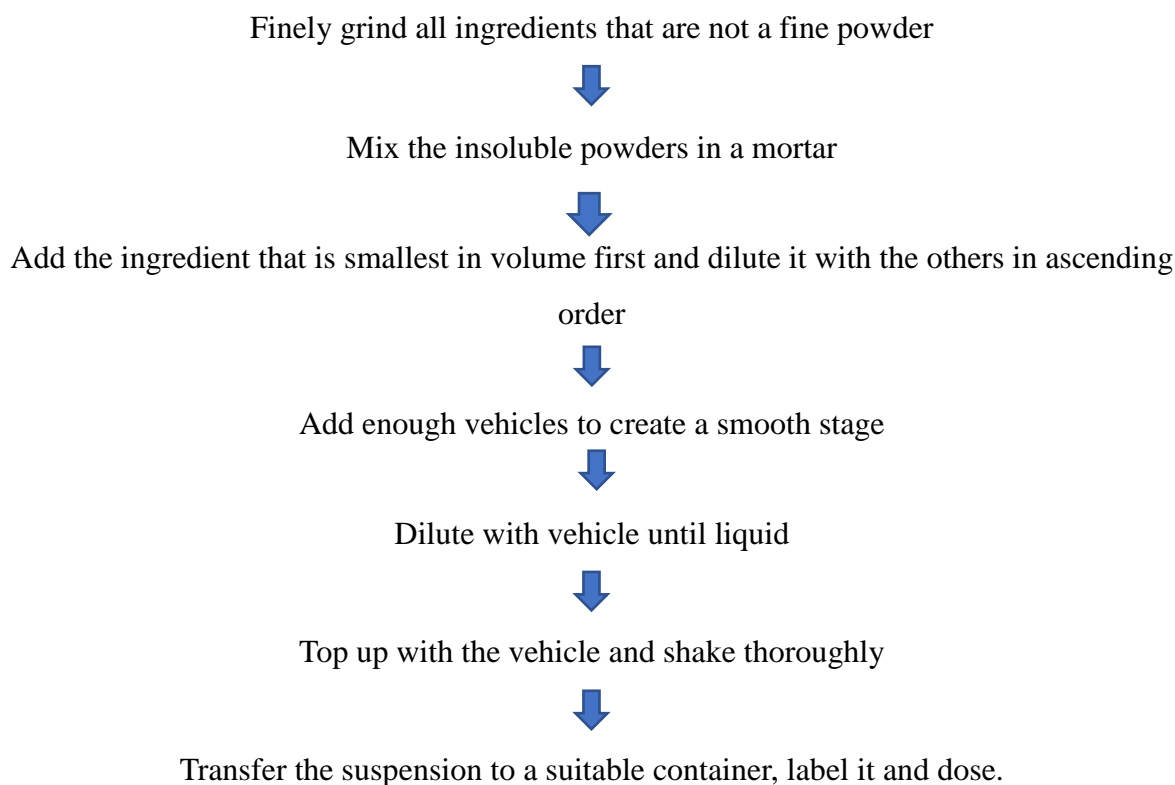 Finely grind all ingredients that are not a fine powder
Mix the insoluble powders in a mortar
Add the ingredient that is smallest in volume first and dilute it with the others in ascending
order
Add enough vehicles to create a smooth stage
Dilute with vehicle until liquid
Top up with the vehicle and shake thoroughly
Transfer the suspension to a suitable container, label it and dose.